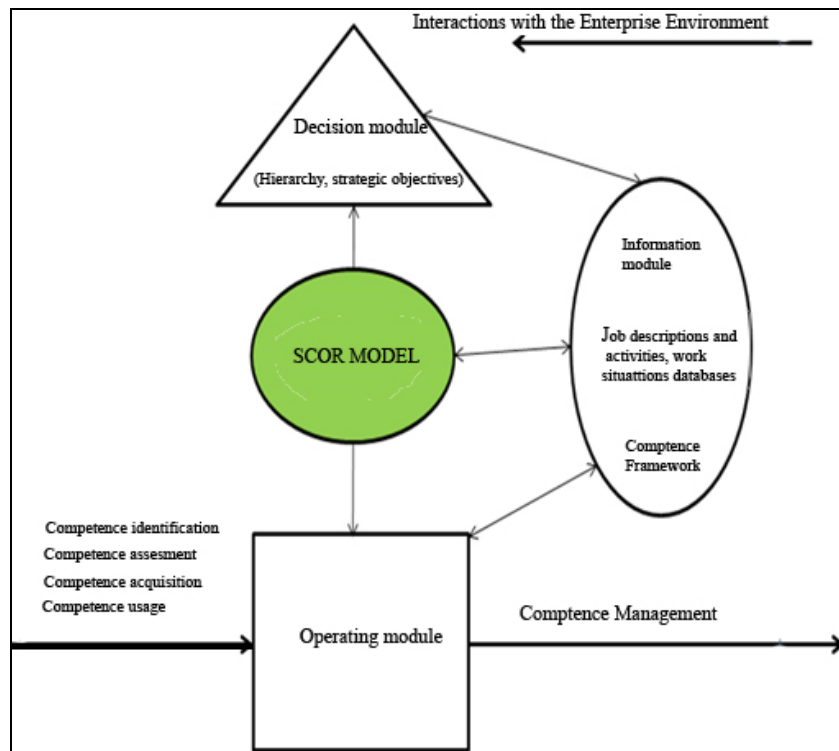 Interactions with the Enterprise Environment
Decision module
(Hierarchy, strategic objectives)
Information
module
SCOR MODEL
Job descriptions and
activities, work
situattions databases
Comptence
Framework
Competence identification
Competence assesment
Competence acquisition
Competence usage
Operating module
Comptence Management